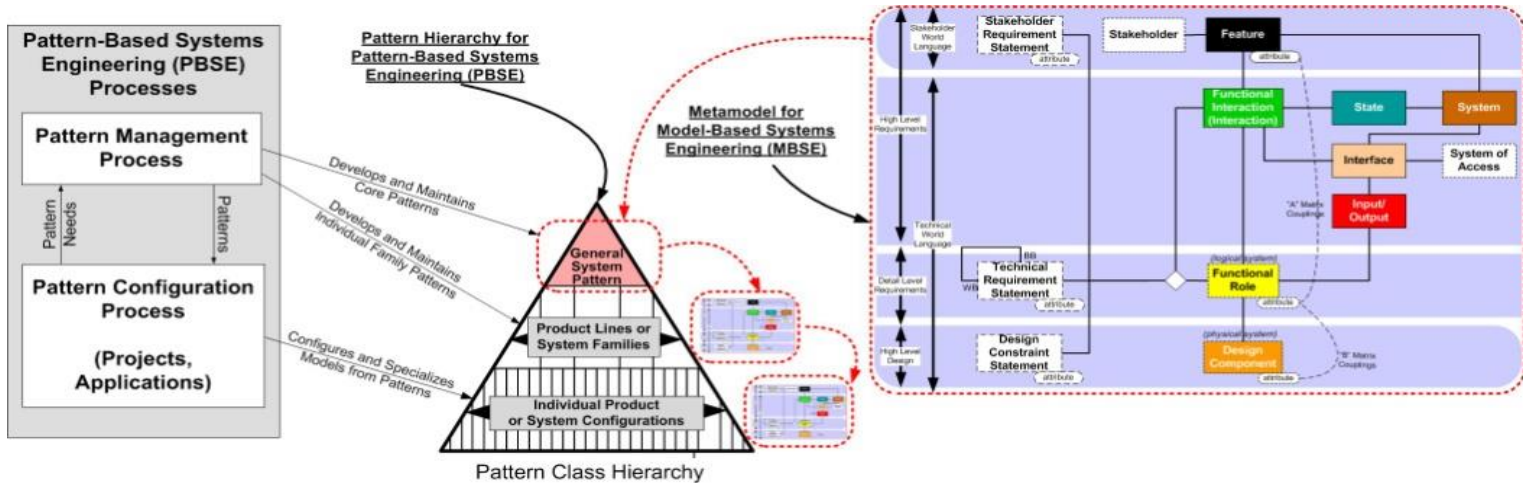 Pattern-Based Systems
Engineering (PBSE)
Processes
Pattern Management
Process
Pattern
Needs
Patterns
Pattern Configuration
Process
(Projects,
Applications)
Pattern Hierarchy for
Pattern-Based Systems
Engineering (PBSE)
Develops and Maintains
Core Patterns
Develops and Maintains
Individual Family Patterns
Configures and Specializes
Models from Patterns
General
System
Pattern
Product Lines or
System Families
Individual Product
or System Configurations
Pattern Class Hierarchy
Metamodel for
Model-Based Systems
Engineering (MBSE)
Stakeholder
World
Language
High Level
Requirements
Technical
World
Language
Detail Level
Requirements
High Level
Design
Stakeholder
Requirement
Statement
attribute
Stakeholder
Feature
attribute
Functional
Interaction
(Interaction)
State
System
Interface
System of
Access
Input/
Output
"A" Matrix
Couplings
BB
WB
Technical
Requirement
Statement
attribute
(logical system)
Functional
Role
attribute
Design
Constraint
Statement
attribute
(physical system)
Design
Component
attribute
"B" Matrix
Couplings